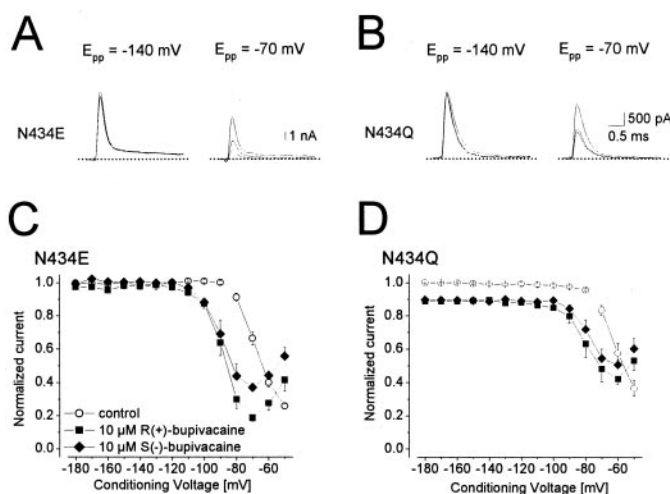 A
B
E_pp = -140 mV
E_pp = -70 mV
E_pp = -140 mV
E_pp = -70 mV
N434E
1 nA
N434Q
500 pA
0.5 ms
C
D
N434E
N434Q
Normalized current
1.0
0.8
0.6
0.4
0.2
0.0
control
10 µM R(+)-bupivacaine
10 µM S(-)-bupivacaine
-180 -160 -140 -120 -100 -80 -60
Conditioning Voltage [mV]
Normalized current
1.0
0.8
0.6
0.4
0.2
0.0
-180 -160 -140 -120 -100 -80 -60
Conditioning Voltage [mV]